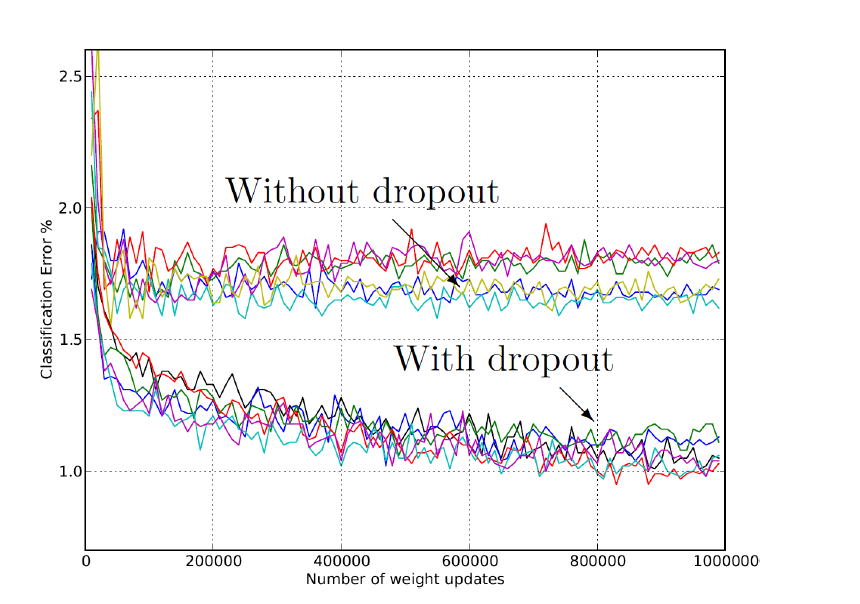 2.5
2.0
1.5
1.0
Classification Error %
Without dropout
With dropout
0 200000 400000 600000 800000 1000000
Number of weight updates